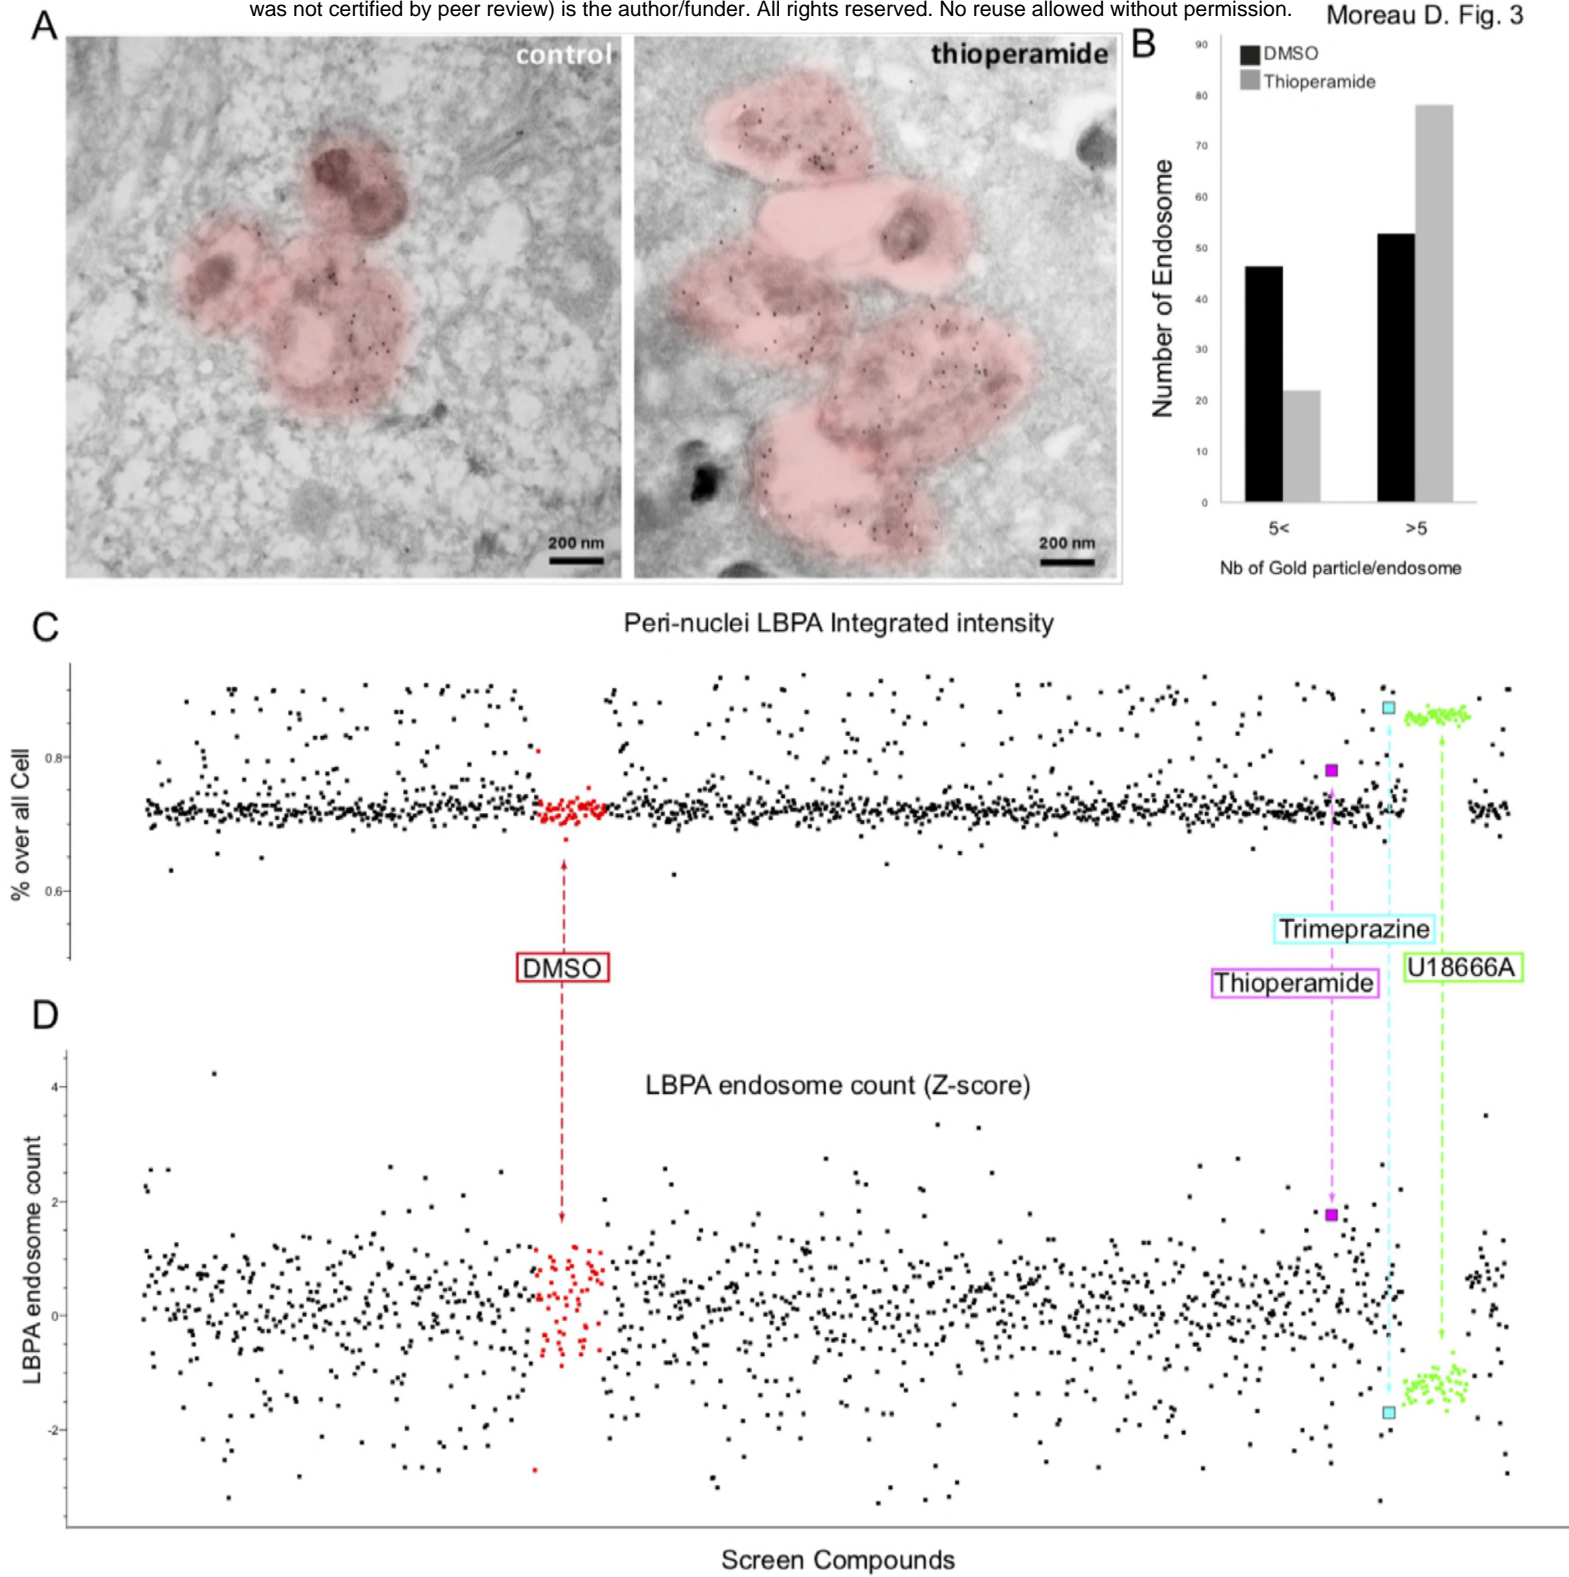 was not certified by peer review) is the author/funder. All rights reserved. No reuse allowed without permission.
Moreau D. Fig. 3
A
control
thioperamide
200 nm
200 nm
B
DMSO
Thioperamide
90
80
70
60
50
40
30
20
10
0
Number of Endosome
5<
>5
Nb of Gold particle/endosome
C
Peri-nuclei LBPA Integrated intensity
% over all Cell
0.8
0.6
Trimeprazine
DMSO
Thioperamide
U18666A
D
LBPA endosome count (Z-score)
LBPA endosome count
4
2
0
-2
Screen Compounds